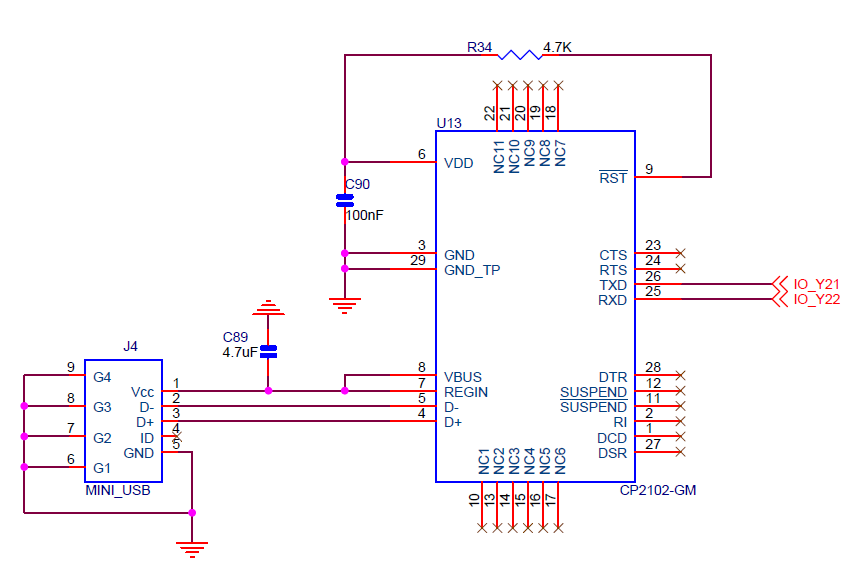 R34 4.7K
22 21 20 19 18
U13
NC11 NC10 NC9 NC8 NC7
6 VDD
RST 9
C90
100nF
3 GND
29 GND_TP
CTS 23
RTS 24
TXD 26 IO_Y21
RXD 25 IO_Y22
C89
4.7uF
J4
9 G4
8 G3
7 G2
6 G1
Vcc 1
D- 2
D+ 3
ID 4
GND 5
MINI_USB
8 VBUS
7 REGIN
5 D-
4 D+
DTR 28
SUSPEND 12
SUSPEND 11
RI 2
DCD 1
DSR 27
NC1 NC2 NC3 NC4 NC5 NC6
10 13 14 15 16 17
CP2102-GM